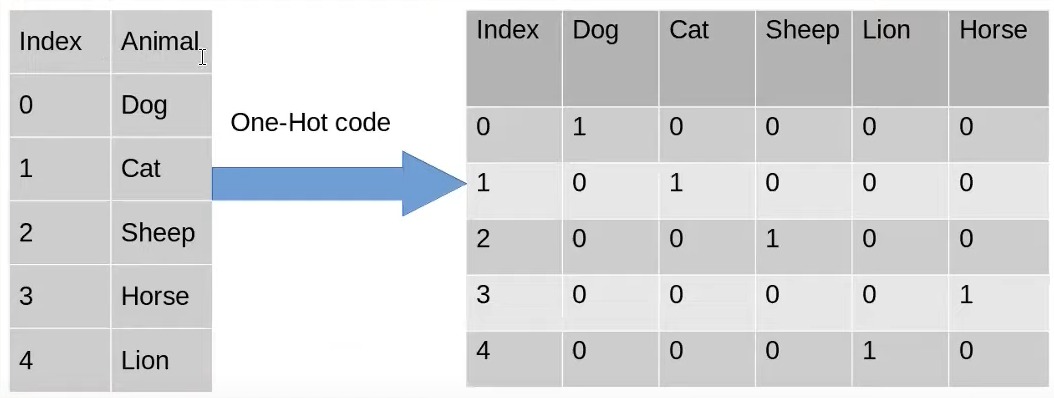 Index Animal
0 Dog
1 Cat
2 Sheep
3 Horse
4 Lion
One-Hot code
Index Dog Cat Sheep Lion Horse
0 1 0 0 0 0
1 0 1 0 0 0
2 0 0 1 0 0
3 0 0 0 0 1
4 0 0 0 1 0